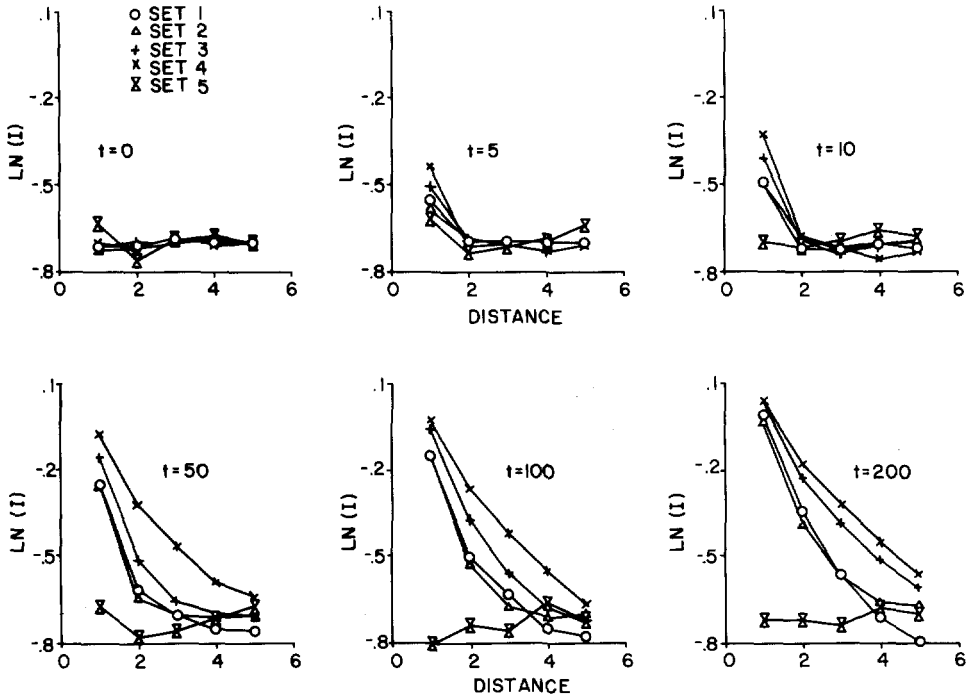 .1
-.2
-.5
-.8
LN (I)
○ SET 1
△ SET 2
+ SET 3
× SET 4
⧖ SET 5
t=0
0 2 4 6
.1
-.2
-.5
-.8
LN (I)
t=5
0 2 4 6
DISTANCE
.1
-.2
-.5
-.8
LN (I)
t=10
0 2 4 6
.1
-.2
-.5
-.8
LN (I)
t=50
0 2 4 6
.1
-.2
-.5
-.8
LN (I)
t=100
0 2 4 6
DISTANCE
.1
-.2
-.5
-.8
LN (I)
t=200
0 2 4 6